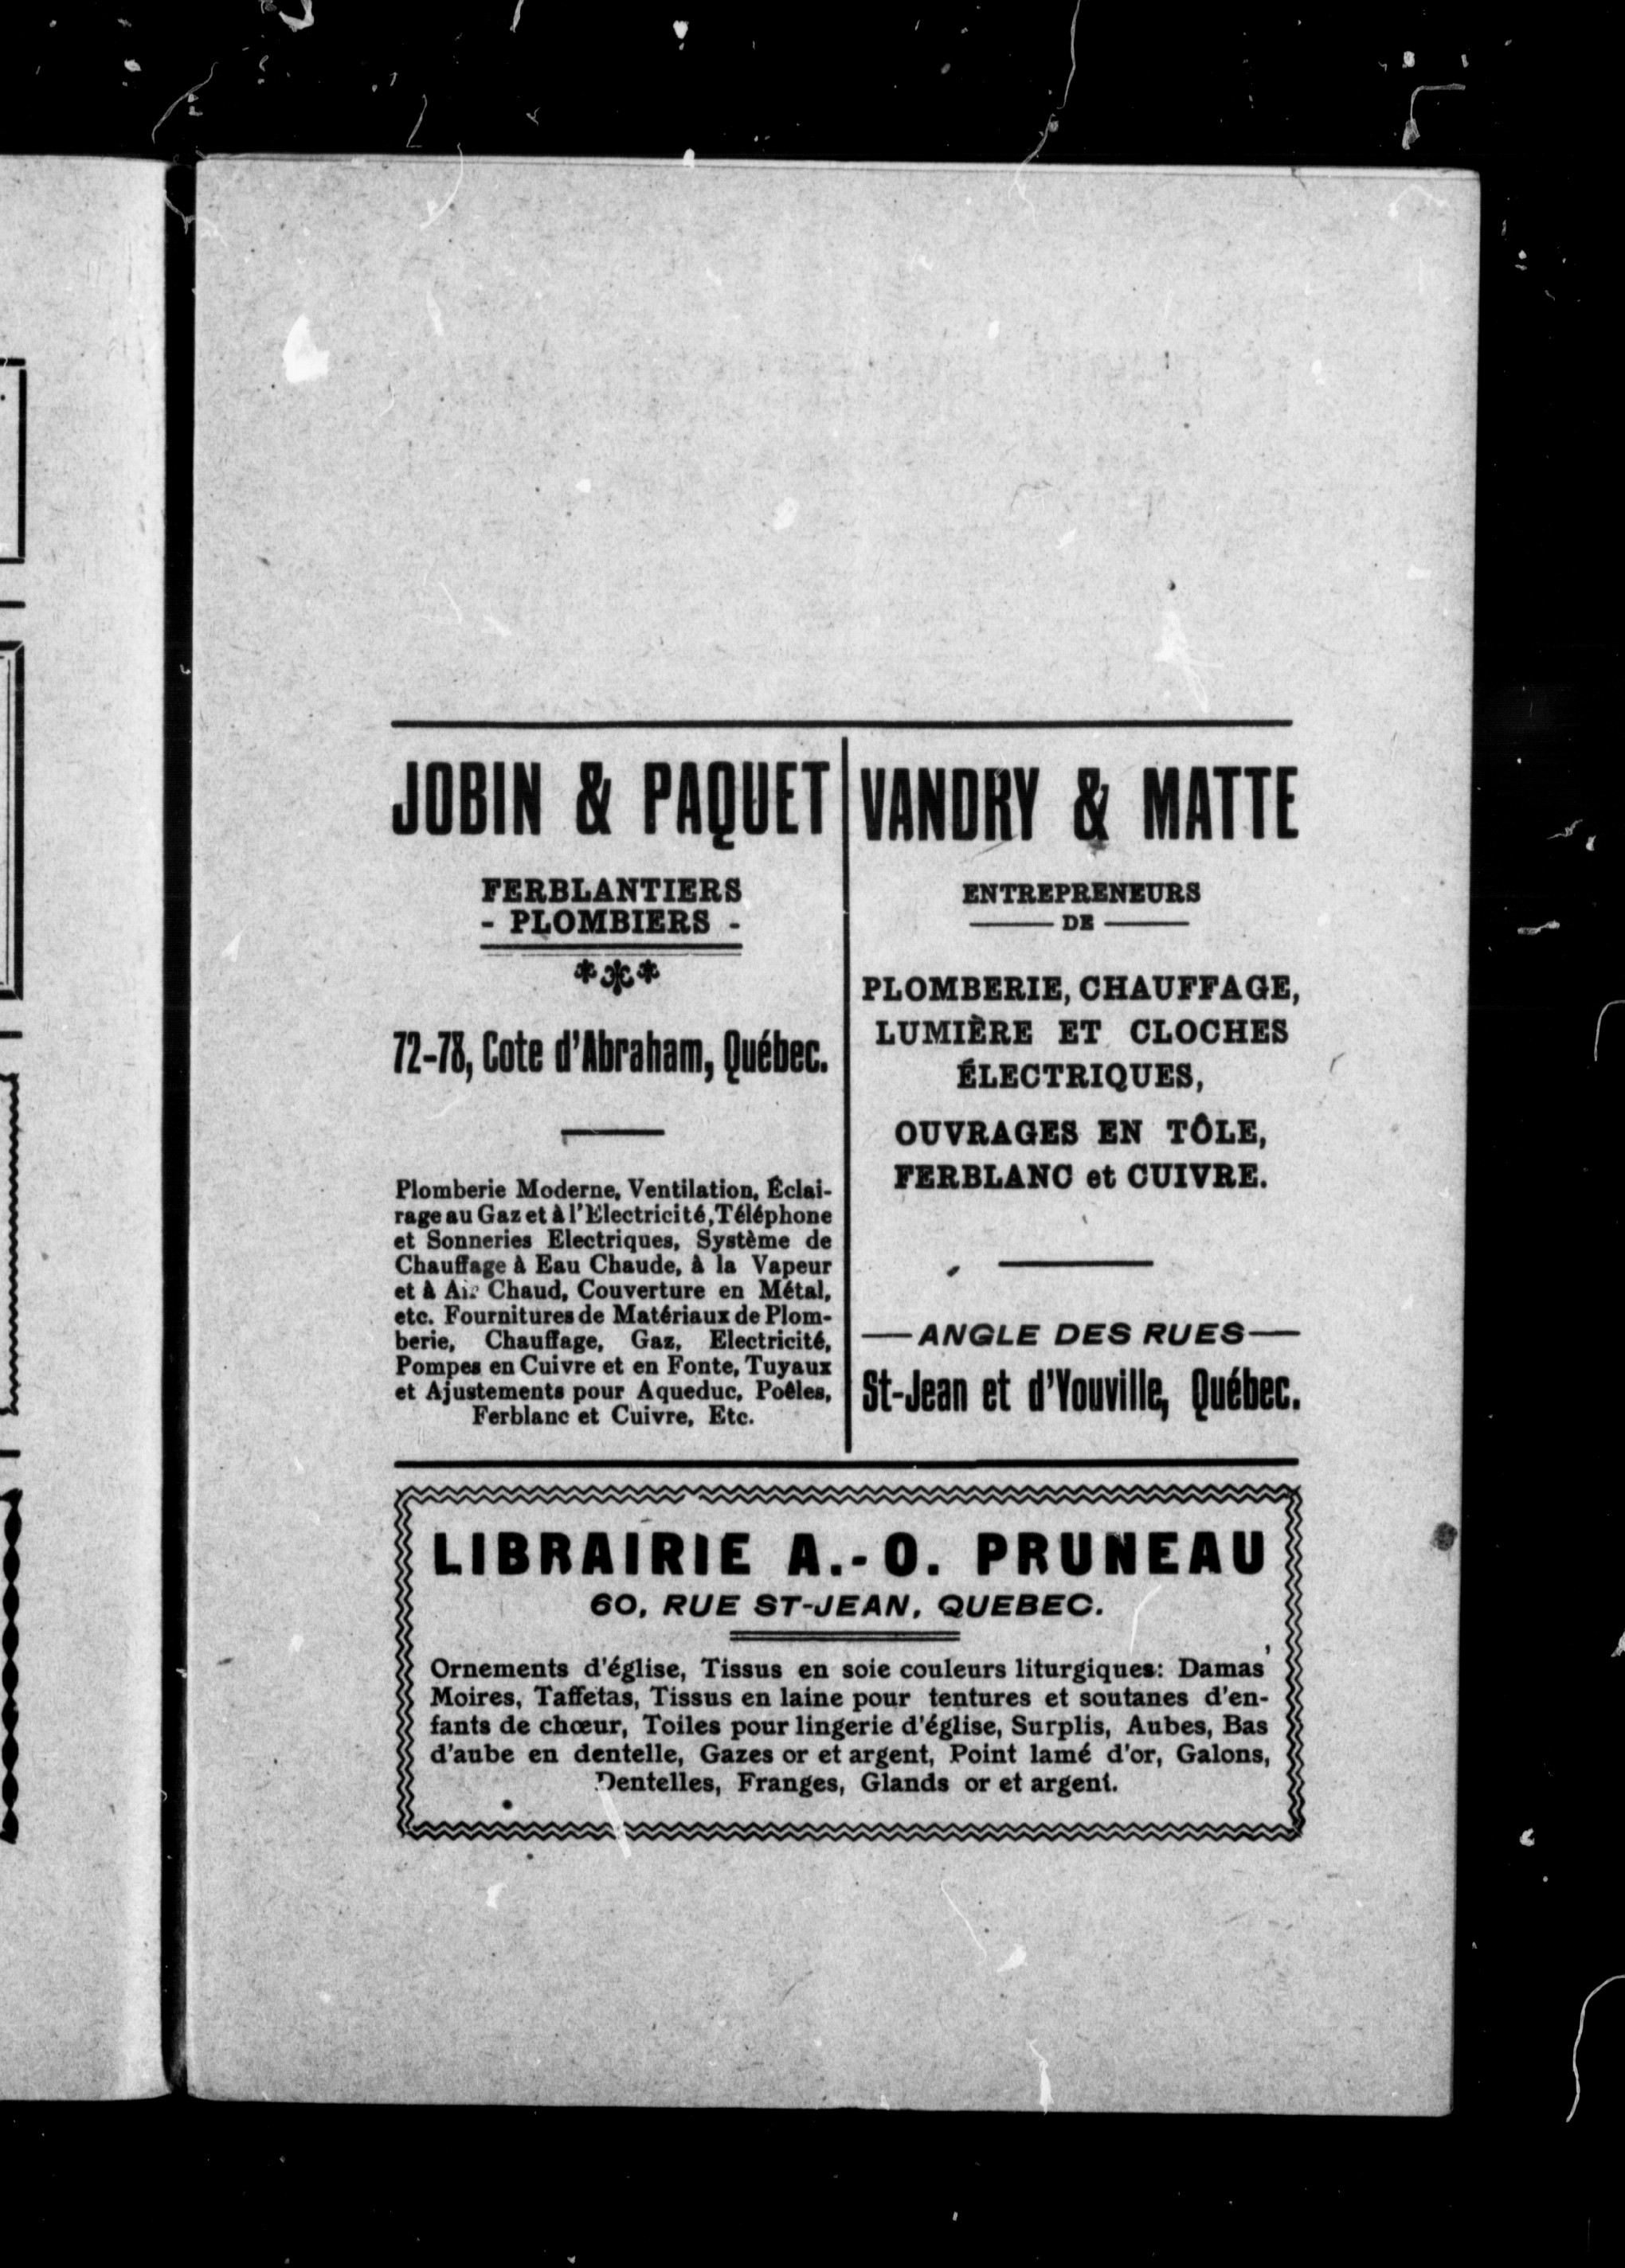 JOBIN & PAQUET
FERBLANTIERS
- PLOMBIERS -
72-78, Cote d'Abraham, Québec.
Plomberie Moderne, Ventilation, Éclai-
rage au Gaz et à l'Electricité, Téléphone
et Sonneries Electriques, Système de
Chauffage à Eau Chaude, à la Vapeur
et à Air Chaud, Couverture en Métal,
etc. Fournitures de Matériaux de Plom-
berie, Chauffage, Gaz, Electricité,
Pompes en Cuivre et en Fonte, Tuyaux
et Ajustements pour Aqueduc, Poêles,
Ferblanc et Cuivre, Etc.
VANDRY & MATTE
ENTREPRENEURS
DE
PLOMBERIE, CHAUFFAGE,
LUMIÈRE ET CLOCHES
ÉLECTRIQUES,
OUVRAGES EN TÔLE,
FERBLANC et CUIVRE.
—ANGLE DES RUES—
St-Jean et d'Youville, Québec.
LIBRAIRIE A.-O. PRUNEAU
60, RUE ST-JEAN, QUEBEC.
Ornements d'église, Tissus en soie couleurs liturgiques: Damas'
Moires, Taffetas, Tissus en laine pour tentures et soutanes d'en-
fants de chœur, Toiles pour lingerie d'église, Surplis, Aubes, Bas
d'aube en dentelle, Gazes or et argent, Point lamé d'or, Galons,
Dentelles, Franges, Glands or et argent.